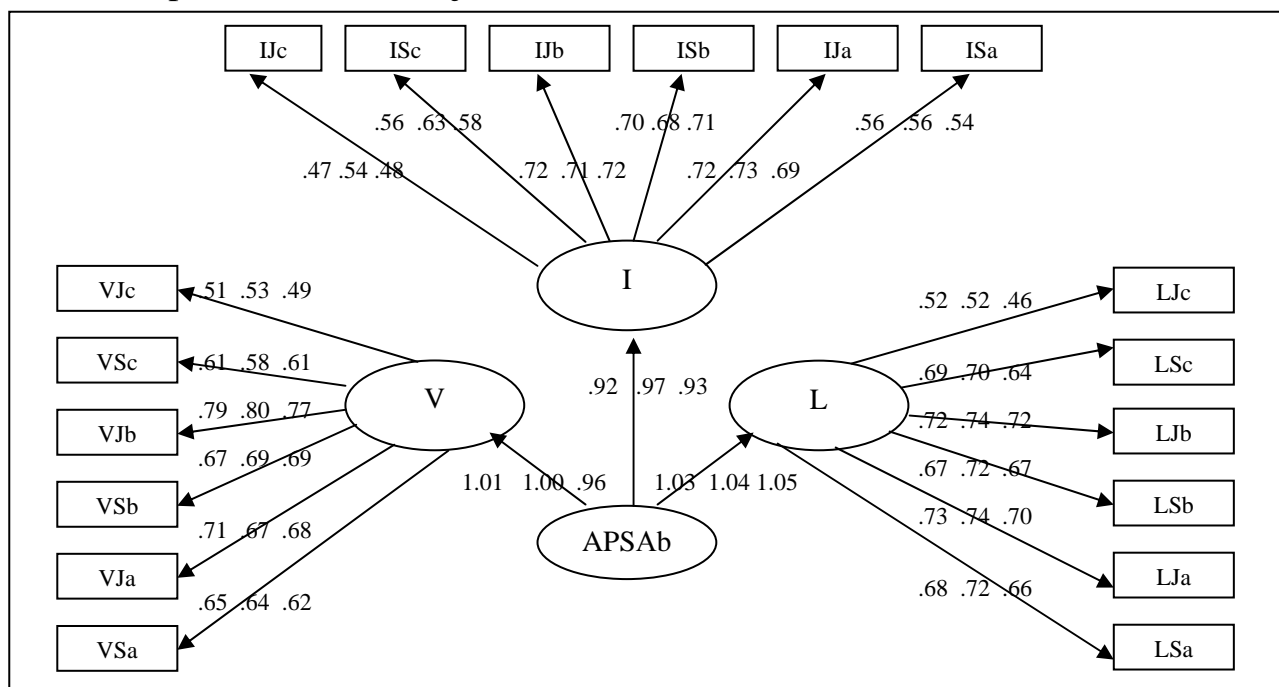 IJc ISc IJb ISb IJa ISa
.56 .63 .58 .70 .68 .71 .56 .56 .54
.47 .54 .48 .72 .71 .72 .72 .73 .69
I
VJc .51 .53 .49 .52 .52 .46 LJc
VSc .61 .58 .61 .92 .97 .93 .69 .70 .64 LSc
V L
VJb .79 .80 .77 .72 .74 .72 LJb
.67 .69 .69 .67 .72 .67
1.01 1.00 .96 1.03 1.04 1.05
VSb LSb
.71 .67 .68 APSAb .73 .74 .70
VJa LJa
.65 .64 .62 .68 .72 .66
VSa LSa